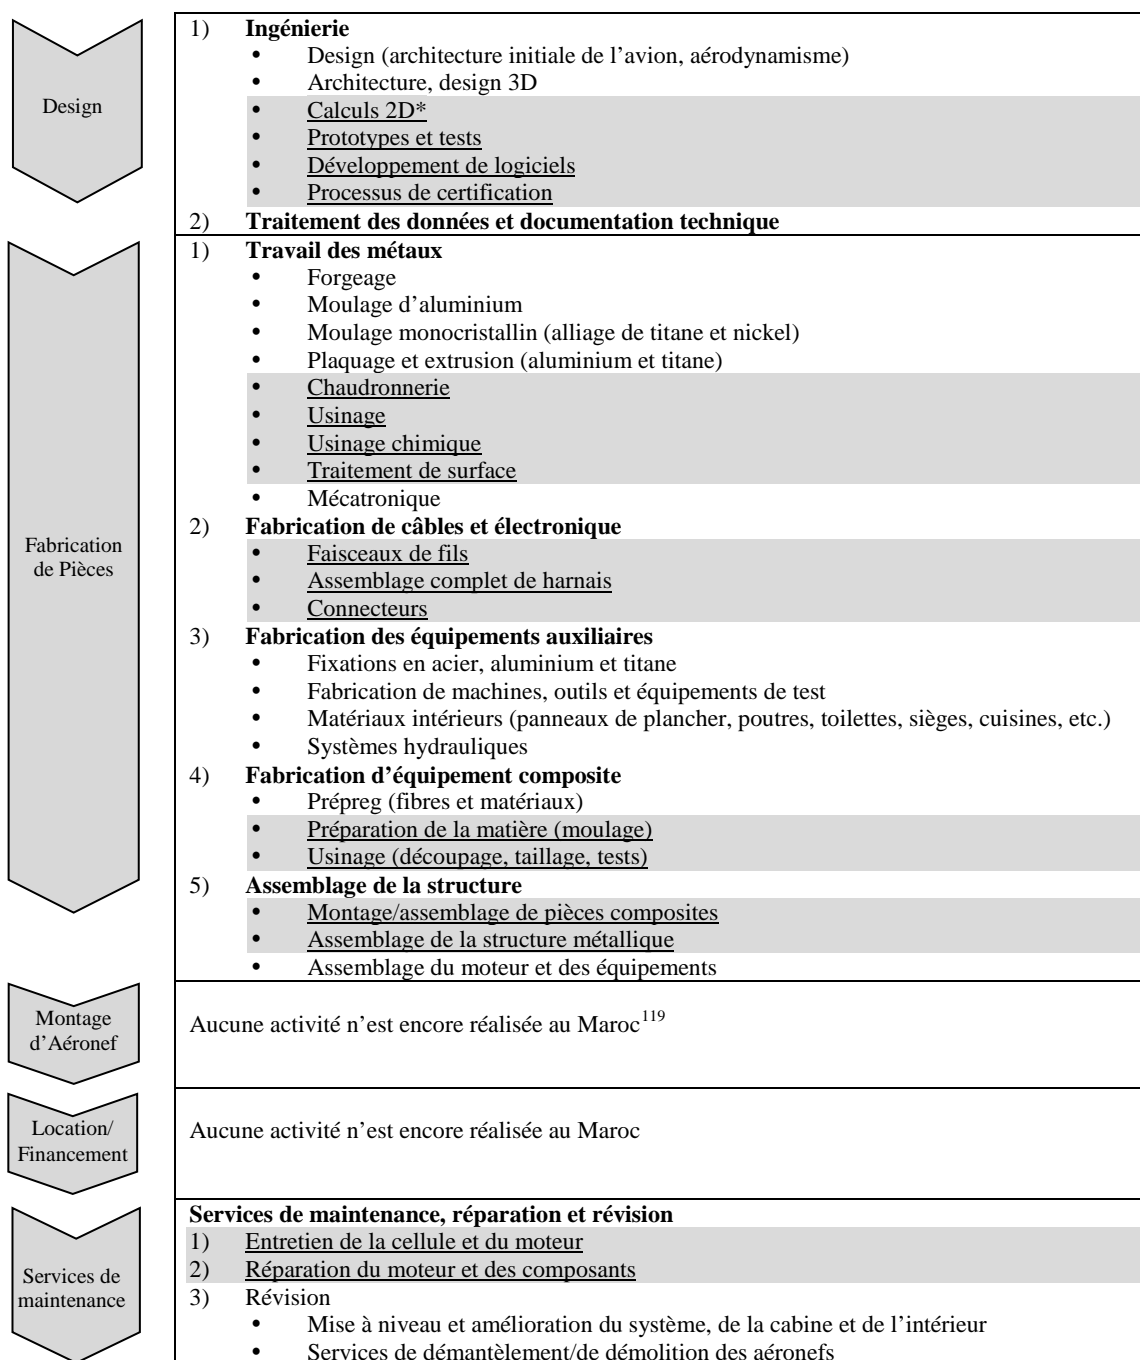 Design
1) Ingénierie
• Design (architecture initiale de l’avion, aérodynamisme)
• Architecture, design 3D
• Calculs 2D*
• Prototypes et tests
• Développement de logiciels
• Processus de certification
2) Traitement des données et documentation technique
Fabrication
de Pièces
1) Travail des métaux
• Forgeage
• Moulage d’aluminium
• Moulage monocristallin (alliage de titane et nickel)
• Plaquage et extrusion (aluminium et titane)
• Chaudronnerie
• Usinage
• Usinage chimique
• Traitement de surface
• Mécatronique
2) Fabrication de câbles et électronique
• Faisceaux de fils
• Assemblage complet de harnais
• Connecteurs
3) Fabrication des équipements auxiliaires
• Fixations en acier, aluminium et titane
• Fabrication de machines, outils et équipements de test
• Matériaux intérieurs (panneaux de plancher, poutres, toilettes, sièges, cuisines, etc.)
• Systèmes hydrauliques
4) Fabrication d’équipement composite
• Prépreg (fibres et matériaux)
• Préparation de la matière (moulage)
• Usinage (découpage, taillage, tests)
5) Assemblage de la structure
• Montage/assemblage de pièces composites
• Assemblage de la structure métallique
• Assemblage du moteur et des équipements
Montage
d’Aéronef
Aucune activité n’est encore réalisée au Maroc119
Location/
Financement
Aucune activité n’est encore réalisée au Maroc
Services de
maintenance
Services de maintenance, réparation et révision
1) Entretien de la cellule et du moteur
2) Réparation du moteur et des composants
3) Révision
• Mise à niveau et amélioration du système, de la cabine et de l’intérieur
• Services de démantèlement/de démolition des aéronefs